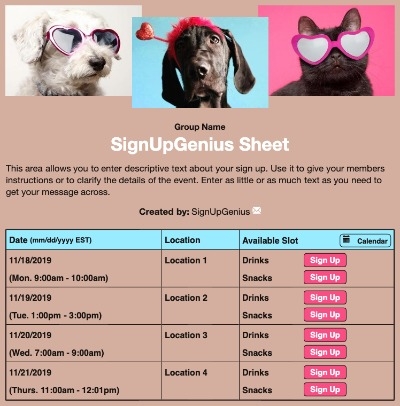 Group Name
SignUpGenius Sheet
This area allows you to enter descriptive text about your sign up. Use it to give your members
instructions or to clarify the details of the event. Enter as little or as much text as you need to
get your message across.
Created by: SignUpGenius
Date (mm/dd/yyyy EST) Location Available Slot Calendar
11/18/2019 Location 1 Drinks Sign Up
(Mon. 9:00am - 10:00am) Snacks Sign Up
11/19/2019 Location 2 Drinks Sign Up
(Tue. 1:00pm - 3:00pm) Snacks Sign Up
11/20/2019 Location 3 Drinks Sign Up
(Wed. 7:00am - 9:00am) Snacks Sign Up
11/21/2019 Location 4 Drinks Sign Up
(Thurs. 11:00am - 12:01pm) Snacks Sign Up